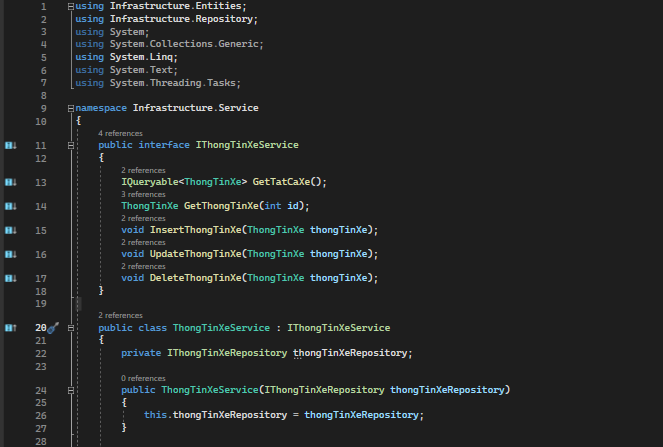 1 using Infrastructure.Entities;
2 using Infrastructure.Repository;
3 using System;
4 using System.Collections.Generic;
5 using System.Linq;
6 using System.Text;
7 using System.Threading.Tasks;
8
9 namespace Infrastructure.Service
10 {
4 references
11 public interface IThongTinXeService
12 {
2 references
13 IQueryable<ThongTinXe> GetTatCaXe();
3 references
14 ThongTinXe GetThongTinXe(int id);
2 references
15 void InsertThongTinXe(ThongTinXe thongTinXe);
2 references
16 void UpdateThongTinXe(ThongTinXe thongTinXe);
2 references
17 void DeleteThongTinXe(ThongTinXe thongTinXe);
18 }
19
2 references
20 public class ThongTinXeService : IThongTinXeService
21 {
22 private IThongTinXeRepository thongTinXeRepository;
23
0 references
24 public ThongTinXeService(IThongTinXeRepository thongTinXeRepository)
25 {
26 this.thongTinXeRepository = thongTinXeRepository;
27 }
28